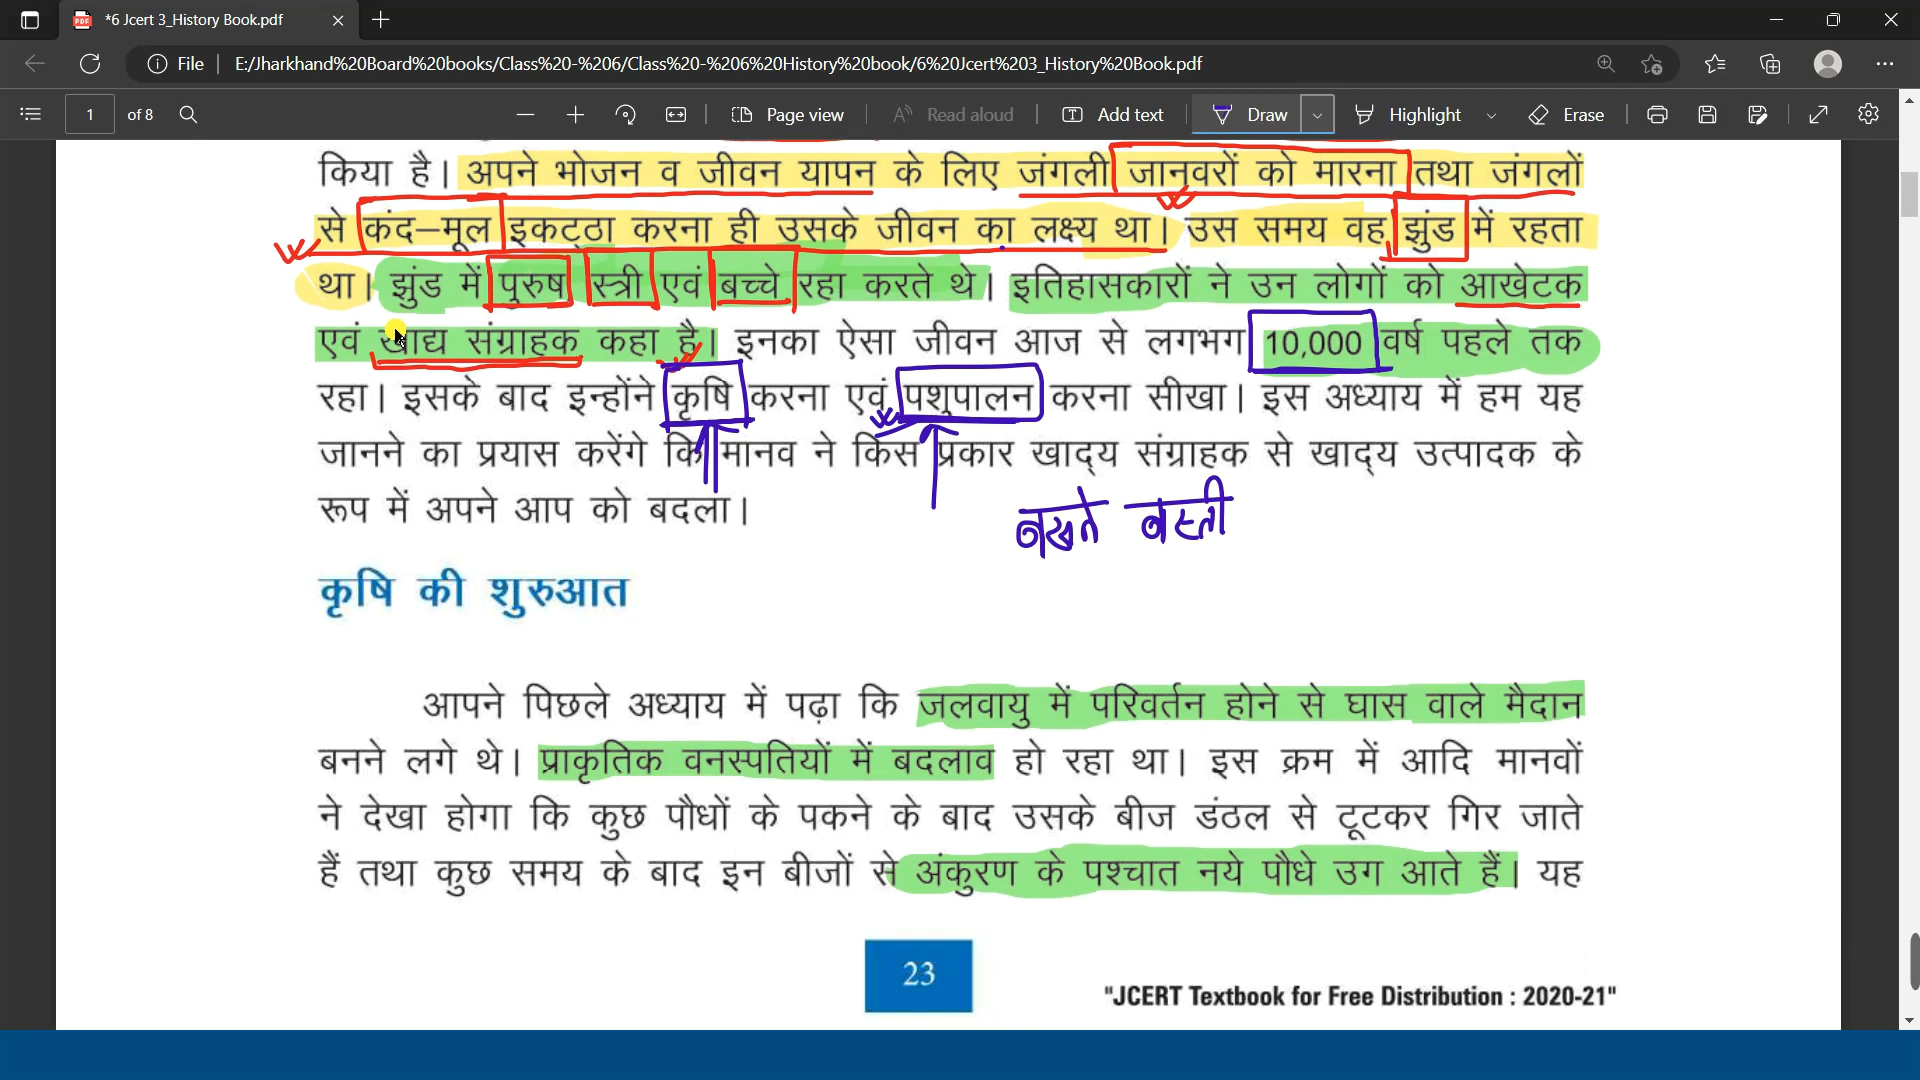 *6 Jcert 3_History Book.pdf
File E:/Jharkhand%20Board%20books/Class%20-%206/Class%20-%206%20History%20book/6%20Jcert%203_History%20Book.pdf
1 of 8 Page view Read aloud Add text Draw Highlight Erase
किया है। अपने भोजन व जीवन यापन के लिए जंगली जानवरों को मारना तथा जंगलों
से कंद–मूल इकट्ठा करना ही उसके जीवन का लक्ष्य था। उस समय वह झुंड में रहता
था। झुंड में पुरुष स्त्री एवं बच्चे रहा करते थे। इतिहासकारों ने उन लोगों को आखेटक
एवं खाद्य संग्राहक कहा है। इनका ऐसा जीवन आज से लगभग 10,000 वर्ष पहले तक
रहा। इसके बाद इन्होंने कृषि करना एवं पशुपालन करना सीखा। इस अध्याय में हम यह
जानने का प्रयास करेंगे कि मानव ने किस प्रकार खाद्य संग्राहक से खाद्य उत्पादक के
रूप में अपने आप को बदला।
बस्ती
कृषि की शुरुआत
आपने पिछले अध्याय में पढ़ा कि जलवायु में परिवर्तन होने से घास वाले मैदान
बनने लगे थे। प्राकृतिक वनस्पतियों में बदलाव हो रहा था। इस क्रम में आदि मानवों
ने देखा होगा कि कुछ पौधों के पकने के बाद उसके बीज डंठल से टूटकर गिर जाते
हैं तथा कुछ समय के बाद इन बीजों से अंकुरण के पश्चात नये पौधे उग आते हैं। यह
23
"JCERT Textbook for Free Distribution : 2020-21"